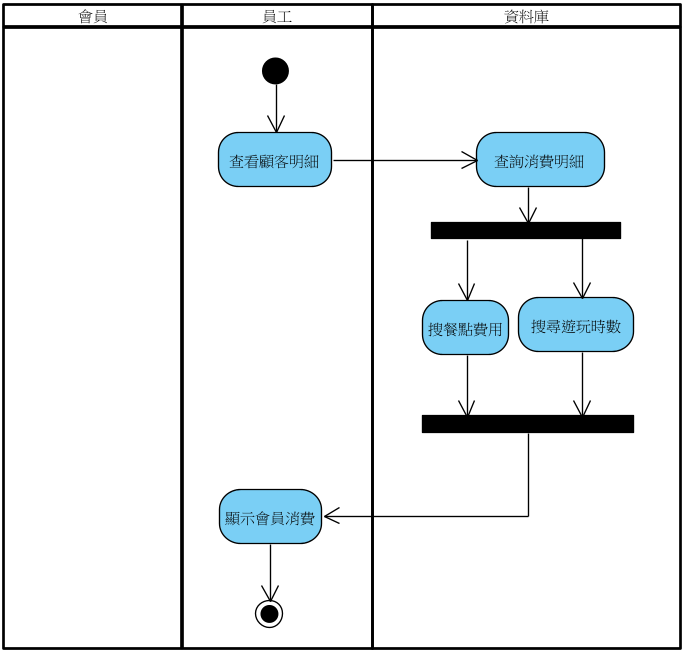 會員
員工
資料庫
查看顧客明細
查詢消費明細
搜餐點費用
搜尋遊玩時數
顯示會員消費